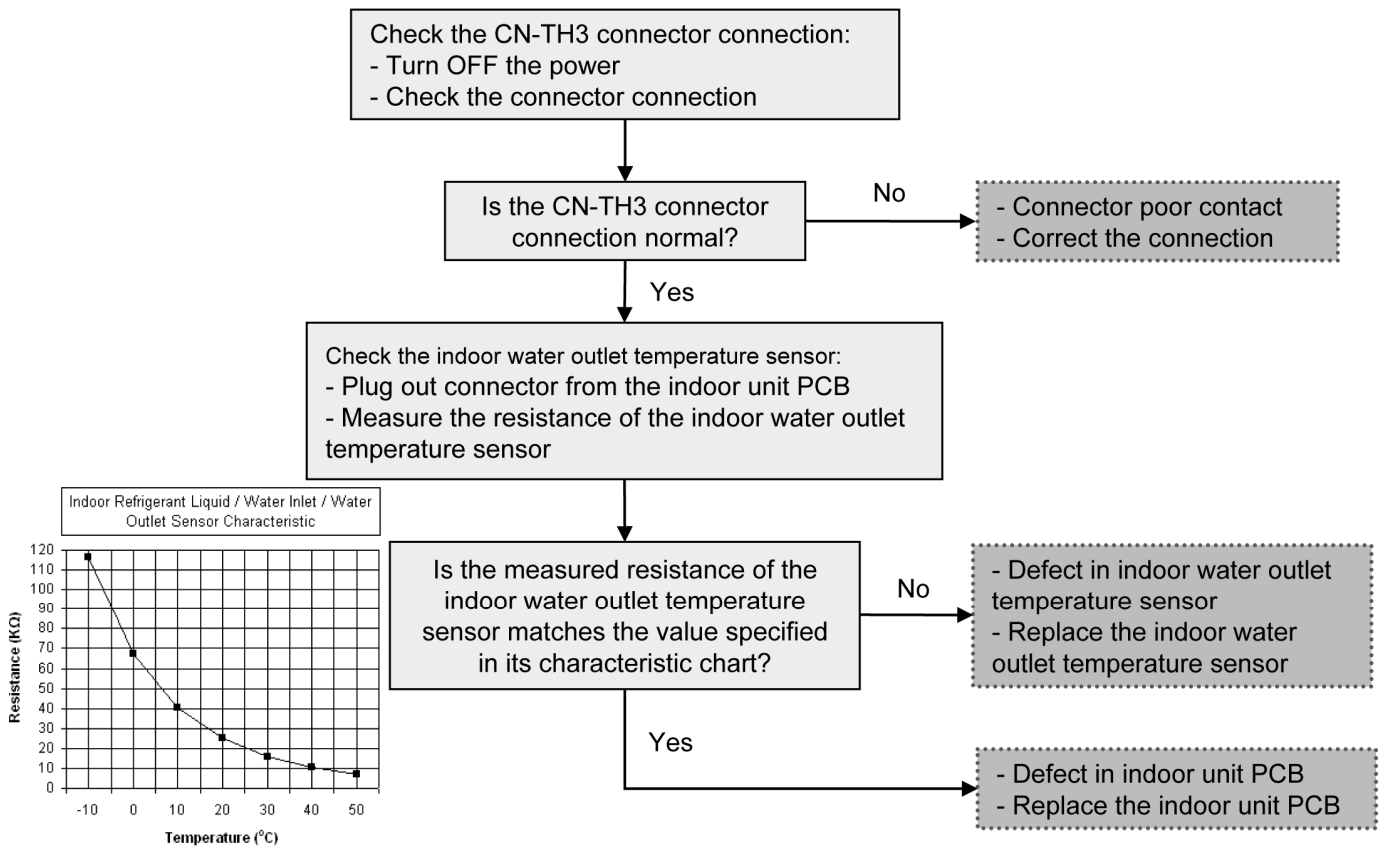 Check the CN-TH3 connector connection:
- Turn OFF the power
- Check the connector connection
Is the CN-TH3 connector
connection normal?
No
- Connector poor contact
- Correct the connection
Yes
Check the indoor water outlet temperature sensor:
- Plug out connector from the indoor unit PCB
- Measure the resistance of the indoor water outlet
temperature sensor
Indoor Refrigerant Liquid / Water Inlet / Water
Outlet Sensor Characteristic
120
110
100
90
80
70
60
50
40
30
20
10
0
Resistance (KΩ)
-10 0 10 20 30 40 50
Temperature (°C)
Is the measured resistance of the
indoor water outlet temperature
sensor matches the value specified
in its characteristic chart?
No
- Defect in indoor water outlet
temperature sensor
- Replace the indoor water
outlet temperature sensor
Yes
- Defect in indoor unit PCB
- Replace the indoor unit PCB